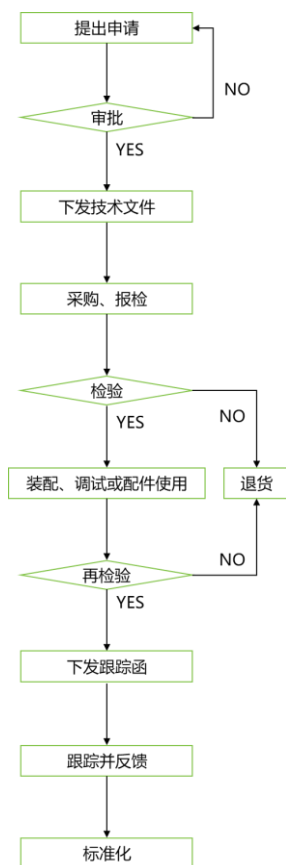 提出申请
NO
审批
YES
下发技术文件
采购、报检
检验
NO
YES
装配、调试或配件使用
退货
NO
再检验
YES
下发跟踪函
跟踪并反馈
标准化